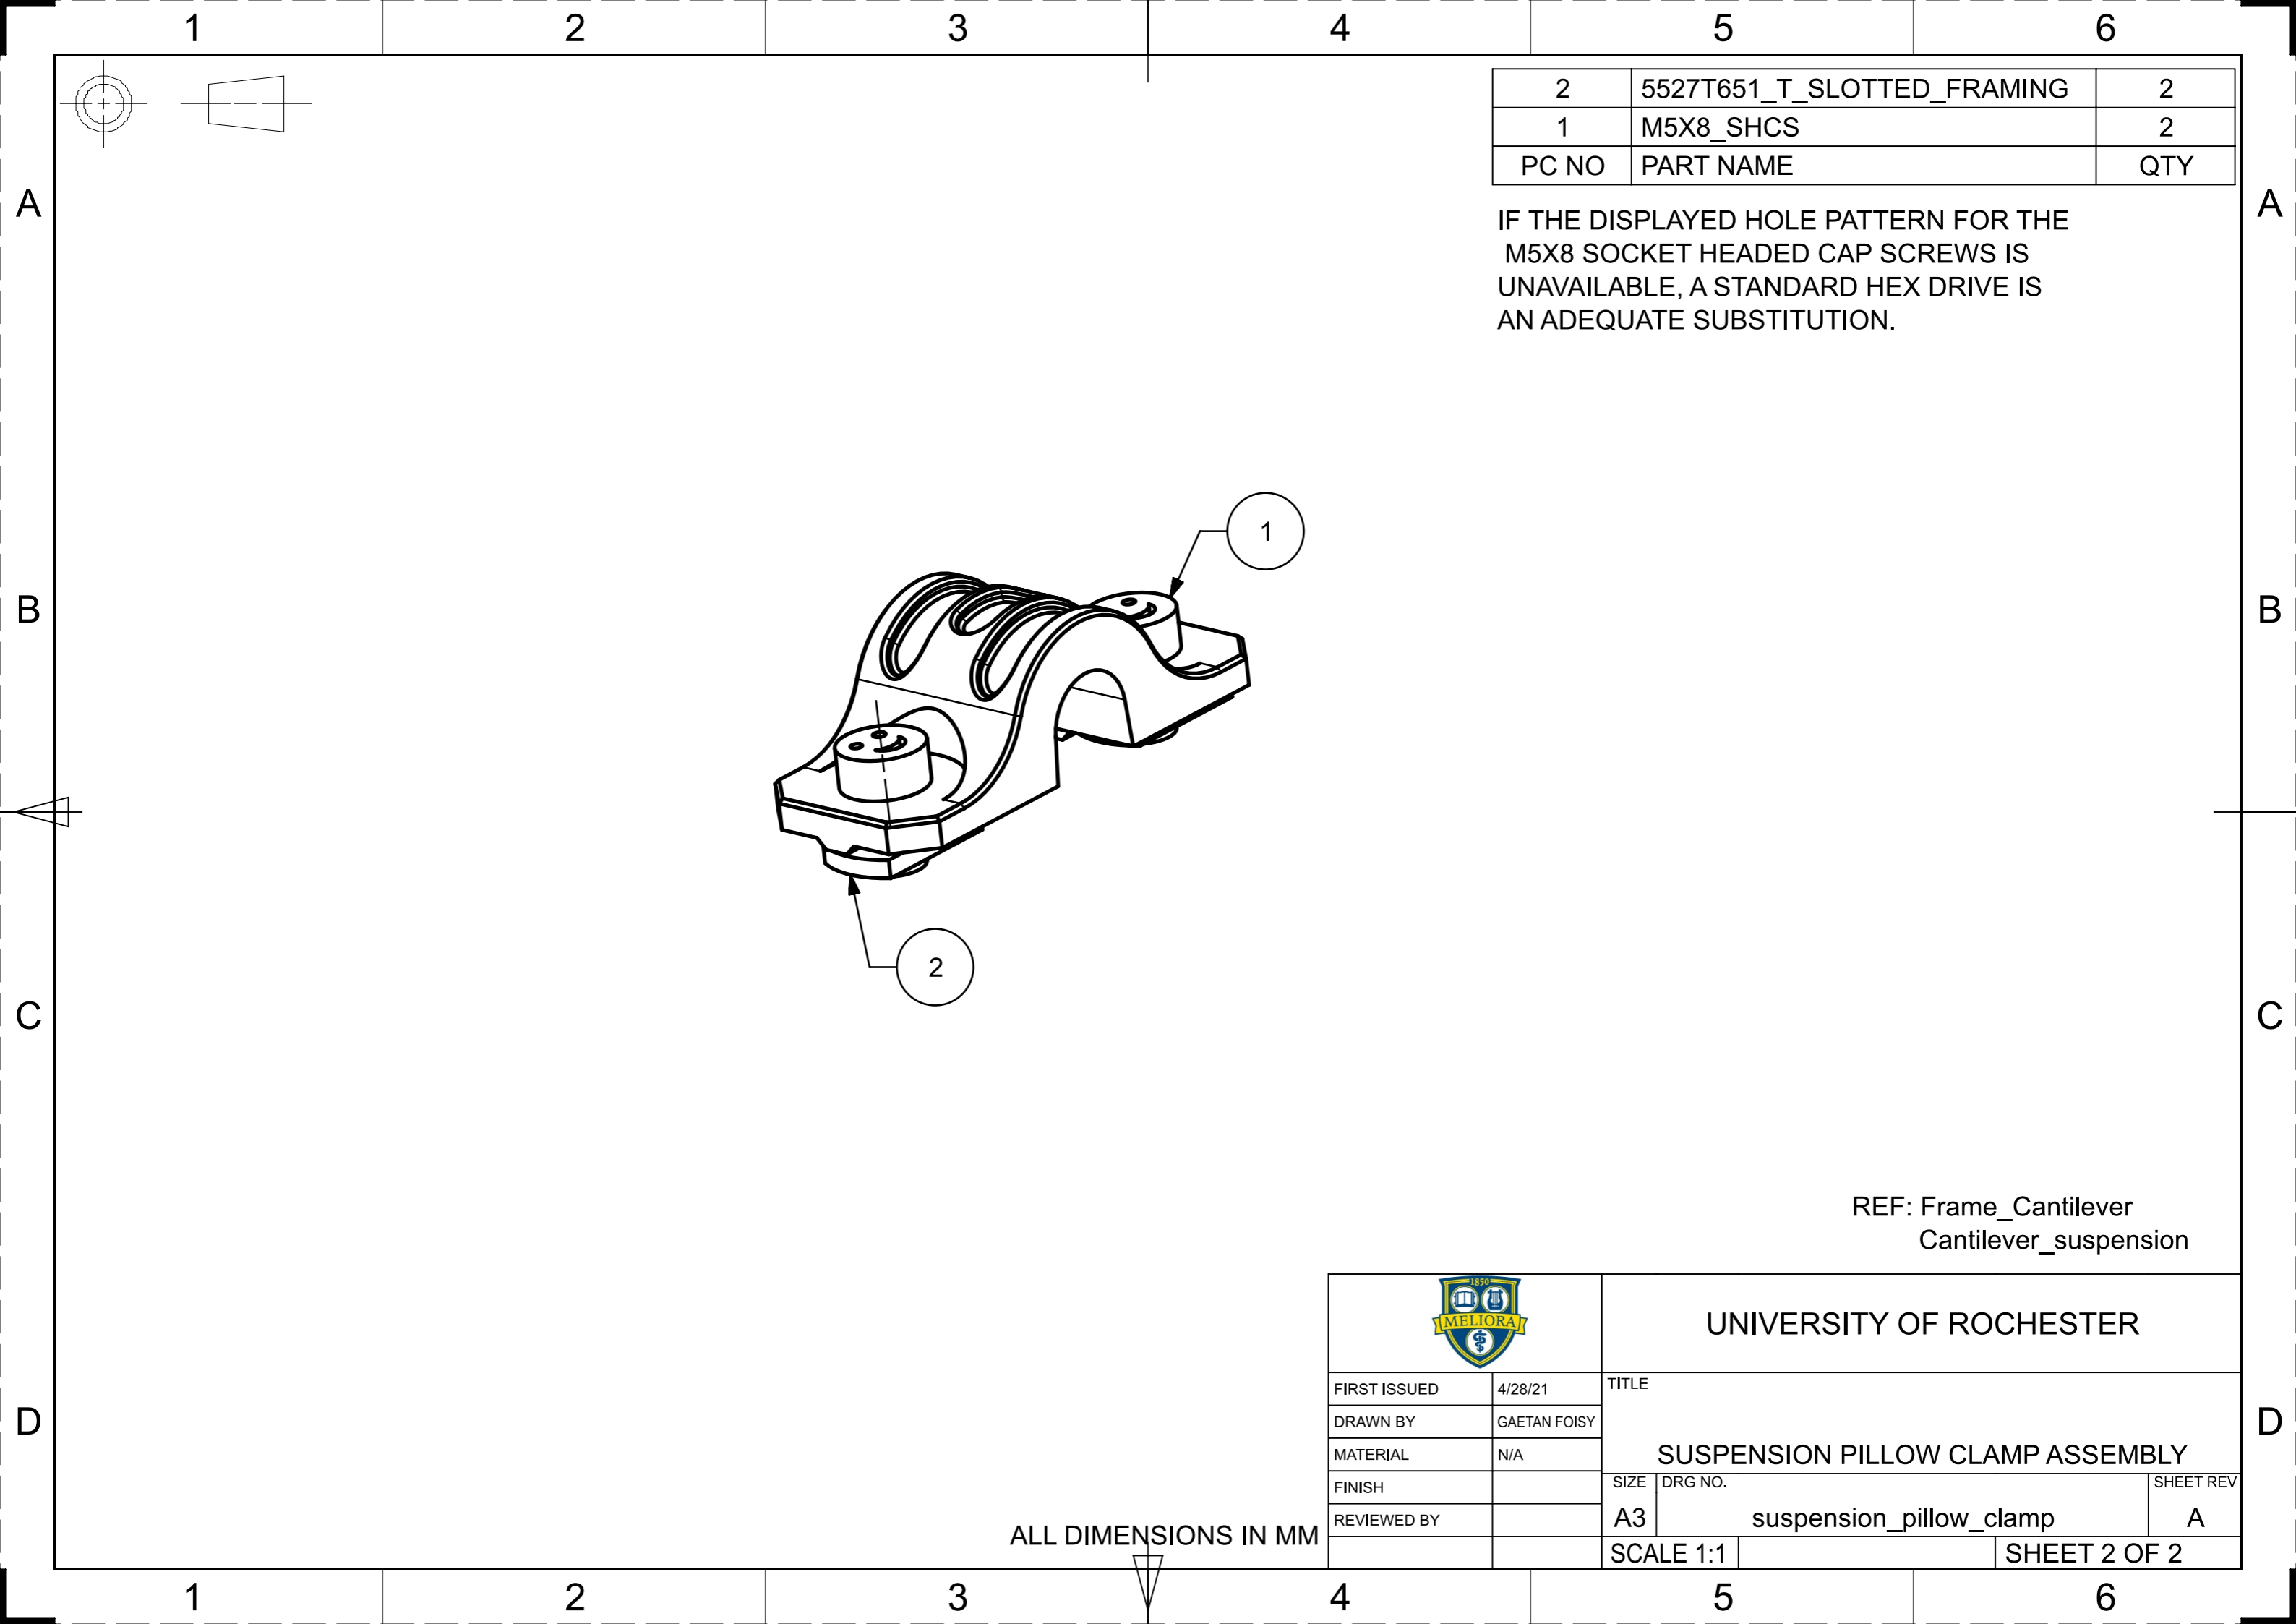 1 2 3 4 5 6
2 5527T651_T_SLOTTED_FRAMING 2
1 M5X8_SHCS 2
PC NO PART NAME QTY
A A
IF THE DISPLAYED HOLE PATTERN FOR THE
M5X8 SOCKET HEADED CAP SCREWS IS
UNAVAILABLE, A STANDARD HEX DRIVE IS
AN ADEQUATE SUBSTITUTION.
1
B B
2
C C
REF: Frame_Cantilever
Cantilever_suspension
1850
MELIORA
UNIVERSITY OF ROCHESTER
FIRST ISSUED 4/28/21
TITLE
DRAWN BY GAETAN FOISY
D D
MATERIAL N/A
SUSPENSION PILLOW CLAMP ASSEMBLY
FINISH
SIZE DRG NO. SHEET REV
REVIEWED BY
A3 suspension_pillow_clamp A
ALL DIMENSIONS IN MM
SCALE 1:1 SHEET 2 OF 2
1 2 3 4 5 6